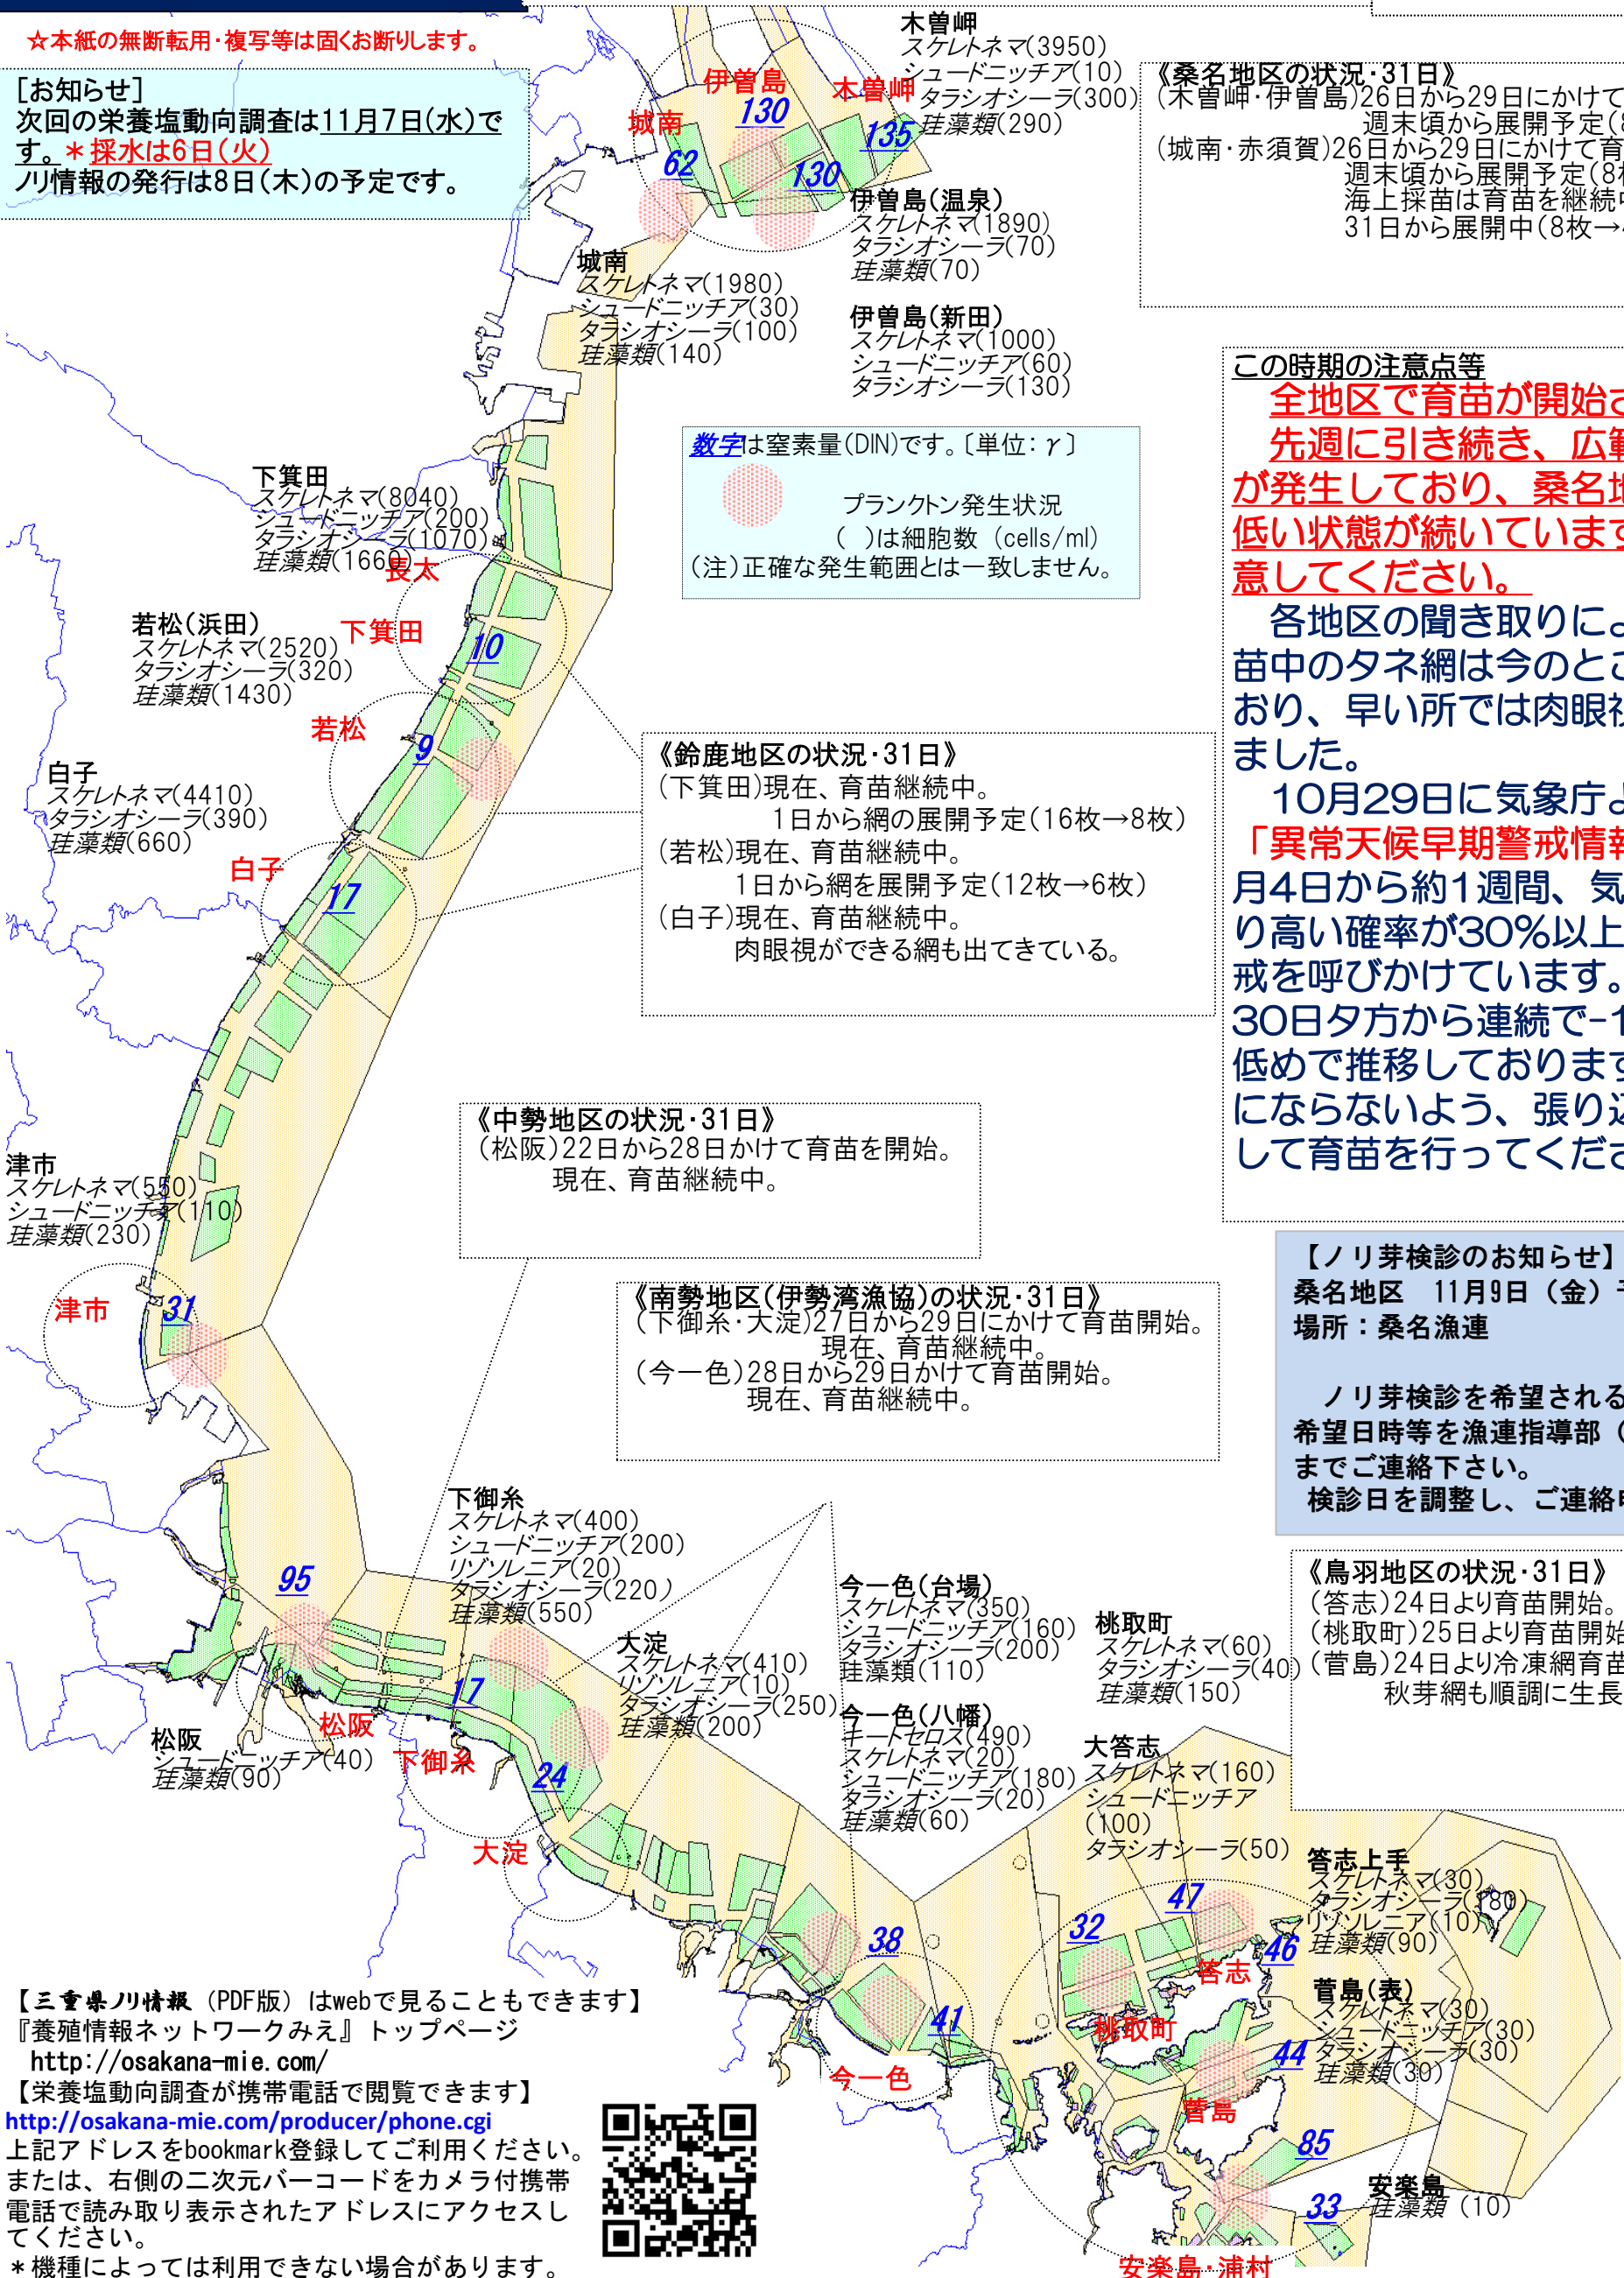 ☆本紙の無断転用･複写等は固くお断りします。
［お知らせ］
次回の栄養塩動向調査は11月7日(水)で
す。＊採水は6日(火)
ノリ情報の発行は8日(木)の予定です。
木曽岬
スケレトネマ(3950)
シュードニッチア(10)
タラシオシーラ(300)
珪藻類(290)
伊曽島
木曽岬
城南
130
135
62
130
伊曽島(温泉)
スケレトネマ(1890)
タラシオシーラ(70)
珪藻類(70)
城南
スケレトネマ(1980)
シュードニッチア(30)
タラシオシーラ(100)
珪藻類(140)
伊曽島(新田)
スケレトネマ(1000)
シュードニッチア(60)
タラシオシーラ(130)
《桑名地区の状況･31日》
(木曽岬･伊曽島)26日から29日にかけて
週末頃から展開予定(8
(城南･赤須賀)26日から29日にかけて育
週末頃から展開予定(8
海上採苗は育苗を継続
31日から展開中(8枚→
数字は窒素量(DIN)です。〔単位：γ〕
プランクトン発生状況
( )は細胞数 (cells/ml)
(注)正確な発生範囲とは一致しません。
この時期の注意点等
全地区で育苗が開始
先週に引き続き、広
が発生しており、桑名
低い状態が続いています
意してください。
各地区の聞き取りによ
苗中のタネ網は今のとこ
おり、早い所では肉眼
ました。
10月29日に気象庁よ
「異常天候早期警戒情
月4日から約1週間、気
り高い確率が30%以上
戒を呼びかけています。
30日夕方から連続で-1
低めで推移しております
にならないよう、張り
して育苗を行ってくださ
下箕田
スケレトネマ(8040)
シュードニッチア(200)
タラシオシーラ(1070)
珪藻類(1660)
長太
下箕田
10
若松(浜田)
スケレトネマ(2520)
タラシオシーラ(320)
珪藻類(1430)
若松
9
白子
スケレトネマ(4410)
タラシオシーラ(390)
珪藻類(660)
白子
17
《鈴鹿地区の状況･31日》
(下箕田)現在、育苗継続中。
1日から網の展開予定(16枚→8枚)
(若松)現在、育苗継続中。
1日から網を展開予定(12枚→6枚)
(白子)現在、育苗継続中。
肉眼視ができる網も出てきている。
《中勢地区の状況･31日》
(松阪)22日から28日かけて育苗を開始。
現在、育苗継続中。
津市
スケレトネマ(550)
シュードニッチア(110)
珪藻類(230)
津市
31
《南勢地区(伊勢湾漁協)の状況･31日》
(下御糸･大淀)27日から29日にかけて育苗開始。
現在、育苗継続中。
(今一色)28日から29日かけて育苗開始。
現在、育苗継続中。
【ノリ芽検診のお知らせ】
桑名地区　11月9日（金）
場所：桑名漁連
ノリ芽検診を希望される
希望日時等を漁連指導部（
までご連絡下さい。
検診日を調整し、ご連絡
《鳥羽地区の状況･31日》
(答志)24日より育苗開始。
(桃取町)25日より育苗開始
(菅島)24日より冷凍網育苗
秋芽網も順調に生長
下御糸
スケレトネマ(400)
シュードニッチア(200)
リゾソレニア(20)
タラシオシーラ(220)
珪藻類(550)
95
大淀
スケレトネマ(410)
リゾソレニア(10)
タラシオシーラ(250)
珪藻類(200)
17
松阪
下御糸
24
大淀
松阪
シュードニッチア(40)
珪藻類(90)
今一色(台場)
スケレトネマ(350)
シュードニッチア(160)
タラシオシーラ(200)
珪藻類(110)
今一色(八幡)
キートセロス(490)
スケレトネマ(20)
シュードニッチア(180)
タラシオシーラ(20)
珪藻類(60)
桃取町
スケレトネマ(60)
タラシオシーラ(40)
珪藻類(150)
大答志
スケレトネマ(160)
シュードニッチア
(100)
タラシオシーラ(50)
答志上手
スケレトネマ(30)
タラシオシーラ(180)
リゾソレニア(10)
珪藻類(90)
菅島(表)
スケレトネマ(30)
シュードニッチア(30)
タラシオシーラ(30)
珪藻類(30)
38
41
今一色
32
47
46
答志
桃取町
44
菅島
85
33
安楽島
珪藻類 (10)
安楽島･浦村
【三重県ノリ情報（PDF版）はwebで見ることもできます】
『養殖情報ネットワークみえ』トップページ
http://osakana-mie.com/
【栄養塩動向調査が携帯電話で閲覧できます】
http://osakana-mie.com/producer/phone.cgi
上記アドレスをbookmark登録してご利用ください。
または、右側の二次元バーコードをカメラ付携帯
電話で読み取り表示されたアドレスにアクセスし
てください。
＊機種によっては利用できない場合があります。